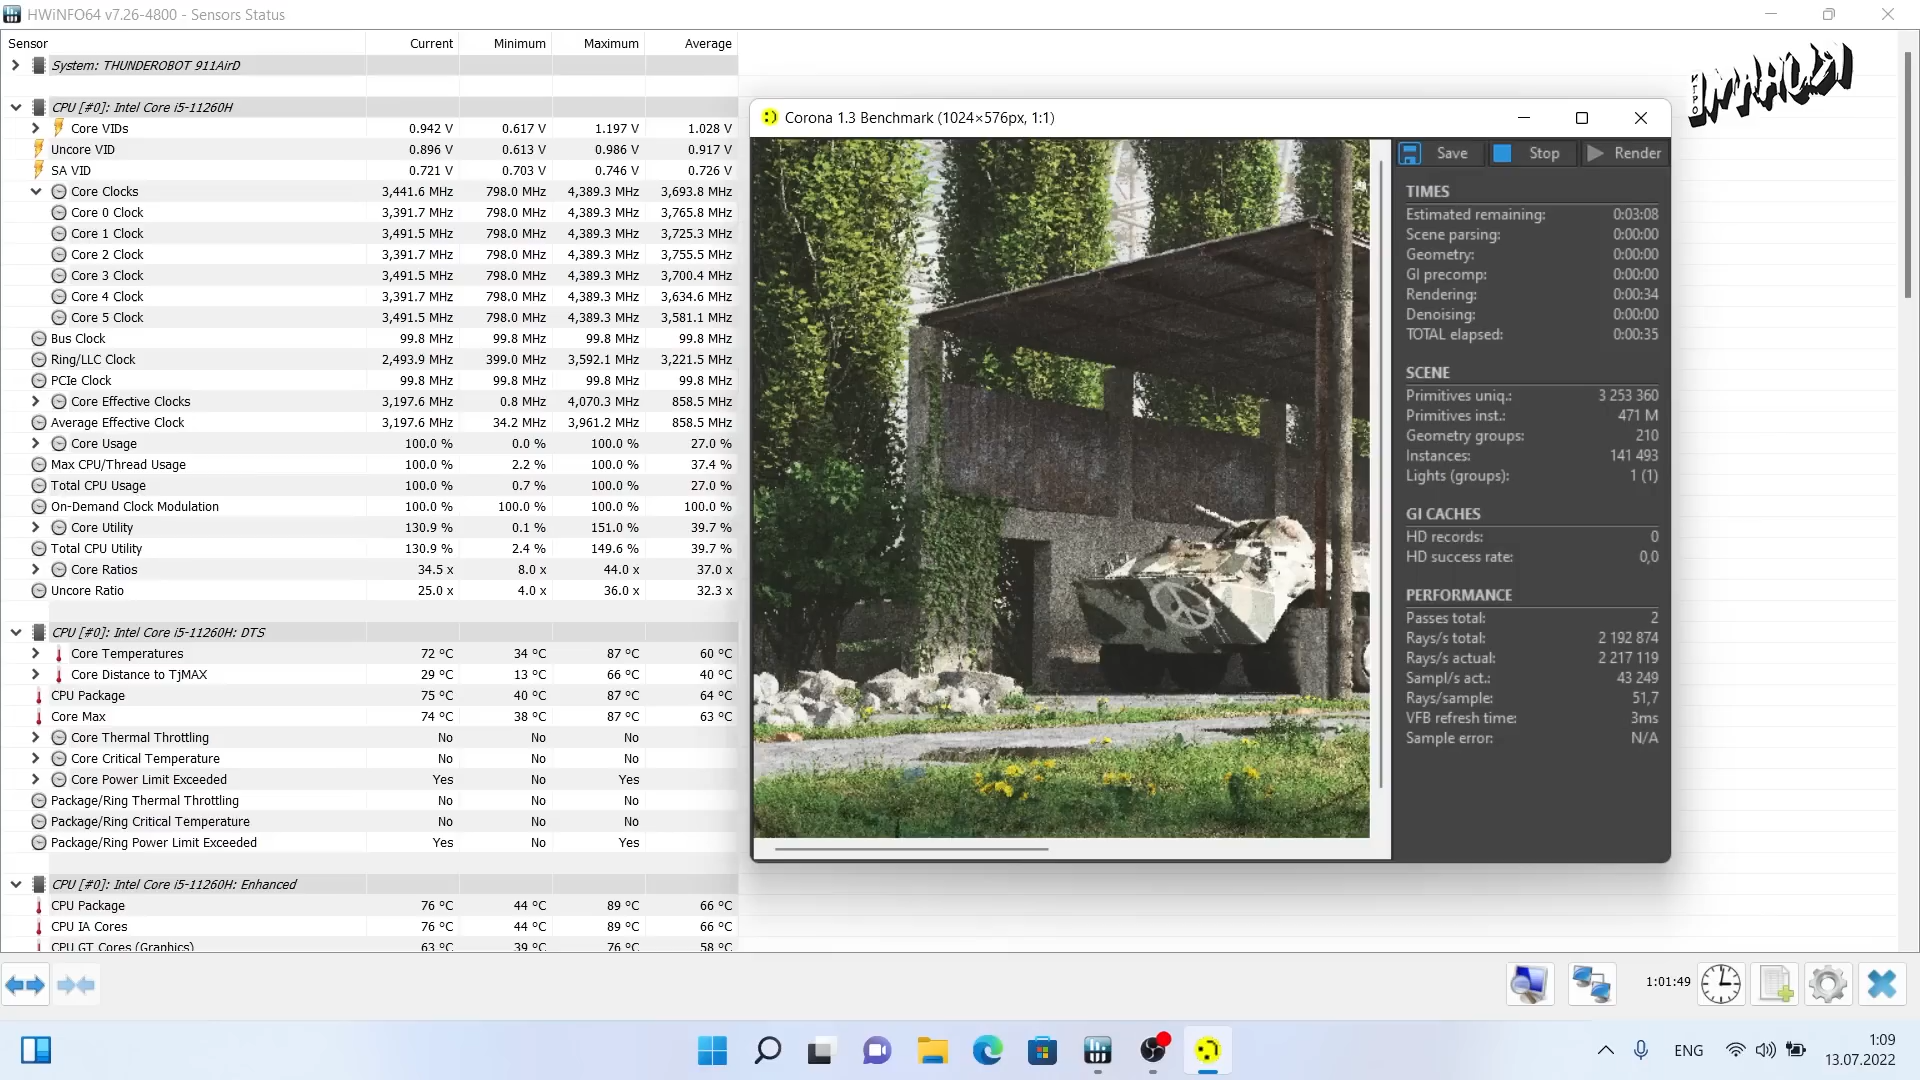 HWiNFO64 v7.26-4800 - Sensors Status
Sensor Current Minimum Maximum Average
System: THUNDEROBOT 911AirD
CPU [#0]: Intel Core i5-11260H
Core VIDs 0.942 V 0.617 V 1.197 V 1.028 V
Uncore VID 0.896 V 0.613 V 0.986 V 0.917 V
SA VID 0.721 V 0.703 V 0.746 V 0.726 V
Core Clocks 3,441.6 MHz 798.0 MHz 4,389.3 MHz 3,693.8 MHz
Core 0 Clock 3,391.7 MHz 798.0 MHz 4,389.3 MHz 3,765.8 MHz
Core 1 Clock 3,491.5 MHz 798.0 MHz 4,389.3 MHz 3,725.3 MHz
Core 2 Clock 3,391.7 MHz 798.0 MHz 4,389.3 MHz 3,755.5 MHz
Core 3 Clock 3,491.5 MHz 798.0 MHz 4,389.3 MHz 3,700.4 MHz
Core 4 Clock 3,391.7 MHz 798.0 MHz 4,389.3 MHz 3,634.6 MHz
Core 5 Clock 3,491.5 MHz 798.0 MHz 4,389.3 MHz 3,581.1 MHz
Bus Clock 99.8 MHz 99.8 MHz 99.8 MHz 99.8 MHz
Ring/LLC Clock 2,493.9 MHz 399.0 MHz 3,592.1 MHz 3,221.5 MHz
PCIe Clock 99.8 MHz 99.8 MHz 99.8 MHz 99.8 MHz
Core Effective Clocks 3,197.6 MHz 0.8 MHz 4,070.3 MHz 858.5 MHz
Average Effective Clock 3,197.6 MHz 34.2 MHz 3,961.2 MHz 858.5 MHz
Core Usage 100.0 % 0.0 % 100.0 % 27.0 %
Max CPU/Thread Usage 100.0 % 2.2 % 100.0 % 37.4 %
Total CPU Usage 100.0 % 0.7 % 100.0 % 27.0 %
On-Demand Clock Modulation 100.0 % 100.0 % 100.0 % 100.0 %
Core Utility 130.9 % 0.1 % 151.0 % 39.7 %
Total CPU Utility 130.9 % 2.4 % 149.6 % 39.7 %
Core Ratios 34.5 x 8.0 x 44.0 x 37.0 x
Uncore Ratio 25.0 x 4.0 x 36.0 x 32.3 x
CPU [#0]: Intel Core i5-11260H: DTS
Core Temperatures 72 °C 34 °C 87 °C 60 °C
Core Distance to TjMAX 29 °C 13 °C 66 °C 40 °C
CPU Package 75 °C 40 °C 87 °C 64 °C
Core Max 74 °C 38 °C 87 °C 63 °C
Core Thermal Throttling No No No
Core Critical Temperature No No No
Core Power Limit Exceeded Yes No Yes
Package/Ring Thermal Throttling No No No
Package/Ring Critical Temperature No No No
Package/Ring Power Limit Exceeded Yes No Yes
CPU [#0]: Intel Core i5-11260H: Enhanced
CPU Package 76 °C 44 °C 89 °C 66 °C
CPU IA Cores 76 °C 44 °C 89 °C 66 °C
CPU GT Cores (Graphics) 63 °C 39 °C 76 °C 58 °C
Corona 1.3 Benchmark (1024×576px, 1:1)
Save Stop Render
TIMES
Estimated remaining: 0:03:08
Scene parsing: 0:00:00
Geometry: 0:00:00
GI precomp: 0:00:00
Rendering: 0:00:34
Denoising: 0:00:00
TOTAL elapsed: 0:00:35
SCENE
Primitives uniq.: 3 253 360
Primitives inst.: 471 M
Geometry groups: 210
Instances: 141 493
Lights (groups): 1 (1)
GI CACHES
HD records: 0
HD success rate: 0,0
PERFORMANCE
Passes total: 2
Rays/s total: 2 192 874
Rays/s actual: 2 217 119
Sampl/s act.: 43 249
Rays/sample: 51,7
VFB refresh time: 3ms
Sample error: N/A
1:01:49
ENG
1:09
13.07.2022